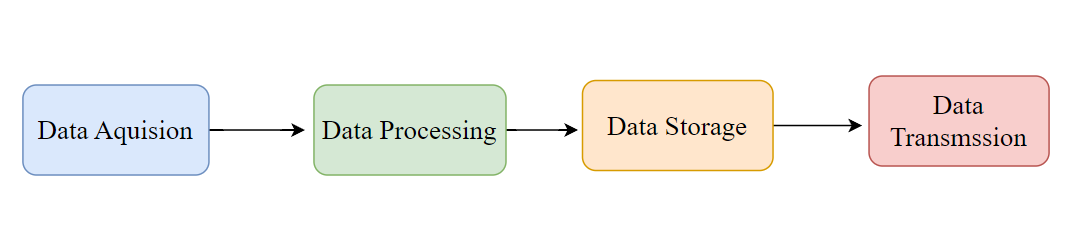 Data Aquision
Data Processing
Data Storage
Data
Transmssion